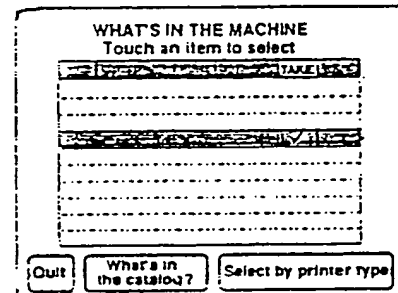 WHAT'S IN THE MACHINE
Touch an item to select
TAKE
Quit
What's in
the catalog?
Select by printer type